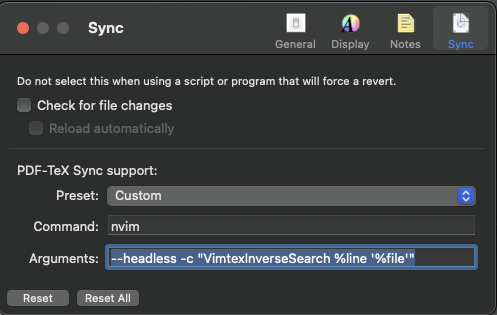 Sync
General
Display
Notes
Sync
Do not select this when using a script or program that will force a revert.
Check for file changes
Reload automatically
PDF-TeX Sync support:
Preset: Custom
Command: nvim
Arguments: --headless -c "VimtexInverseSearch %line '%file'"
Reset Reset All